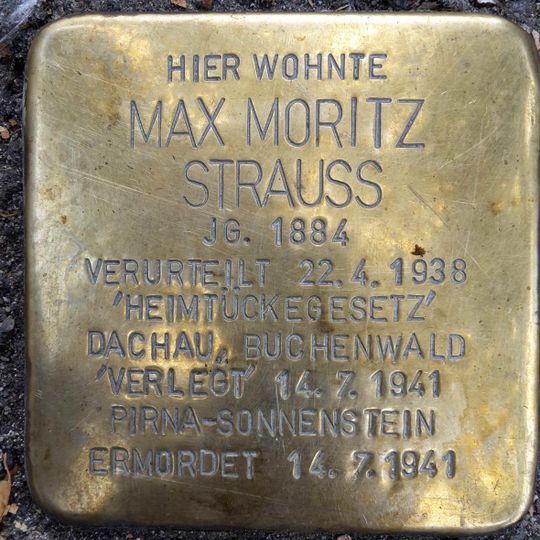 HIER WOHNTE
MAX MORITZ
STRAUSS
JG. 1884
VERURTEILT 22.4.1938
'HEIMTÜCKEGESETZ'
DACHAU, BUCHENWALD
'VERLEGT' 14.7.1941
PIRNA-SONNENSTEIN
ERMORDET 14.7.1941